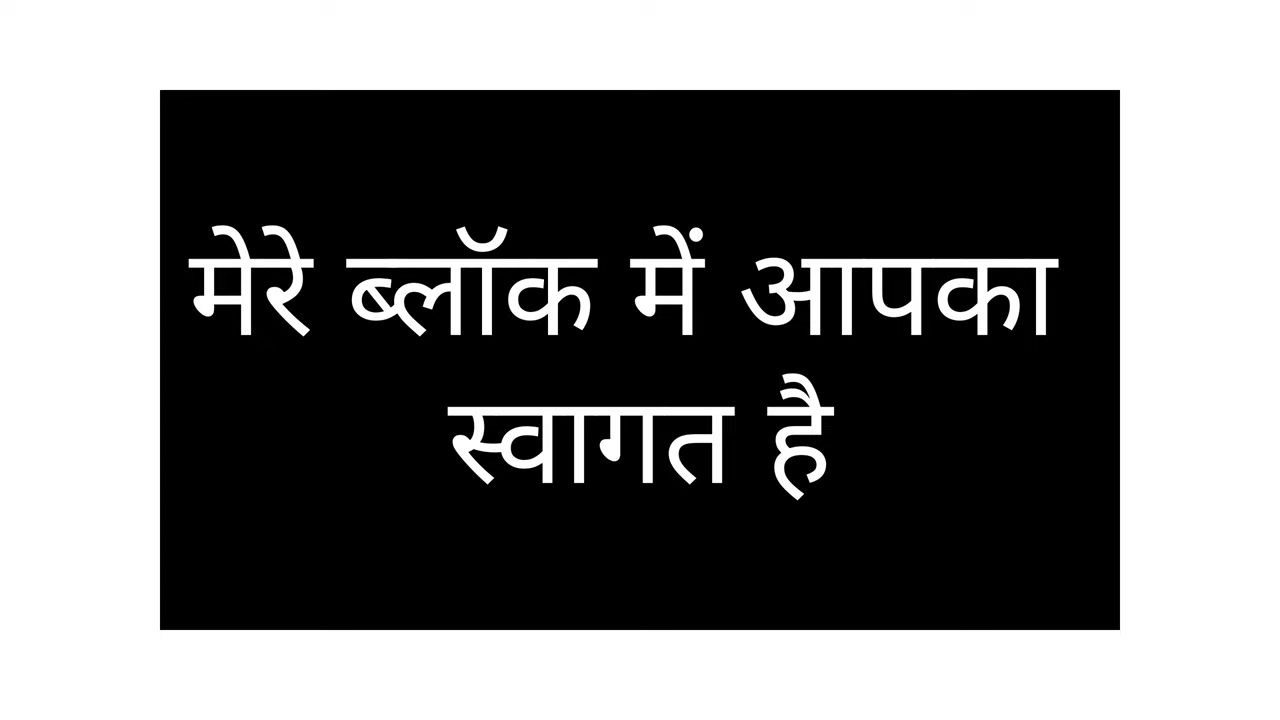 मेरे ब्लॉक में आपका
स्वागत है